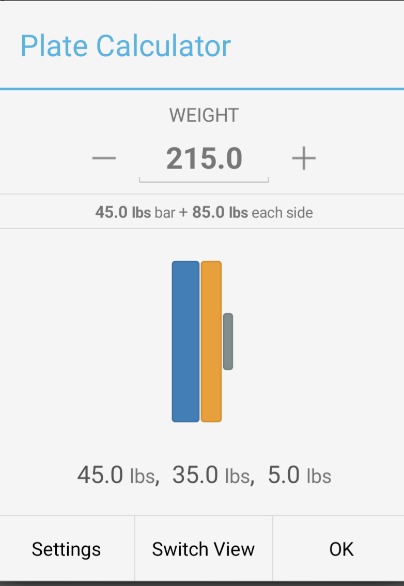 Plate Calculator
WEIGHT
− 215.0 +
45.0 lbs bar + 85.0 lbs each side
45.0 lbs, 35.0 lbs, 5.0 lbs
Settings Switch View OK